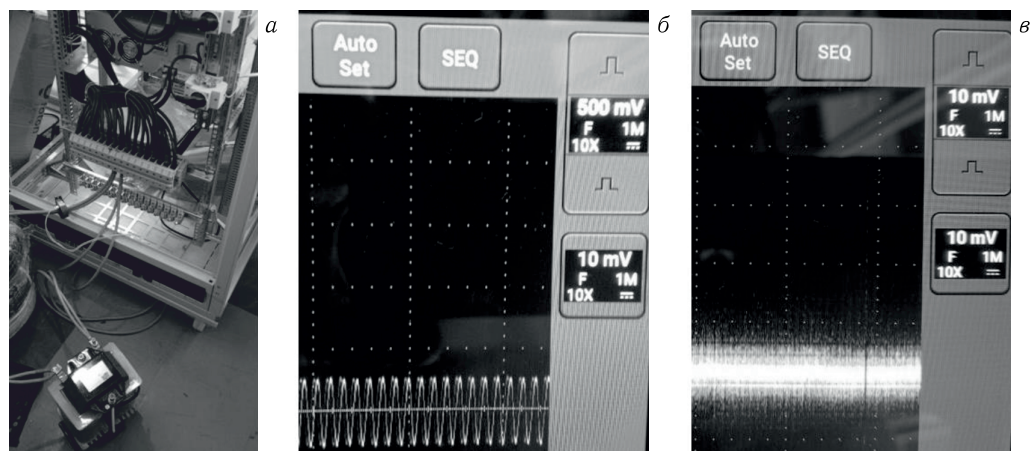 а
Auto
Set
SEQ
500 mV
F 1M
10X
10 mV
F 1M
10X
б
Auto
Set
SEQ
10 mV
F 1M
10X
10 mV
F 1M
10X
в